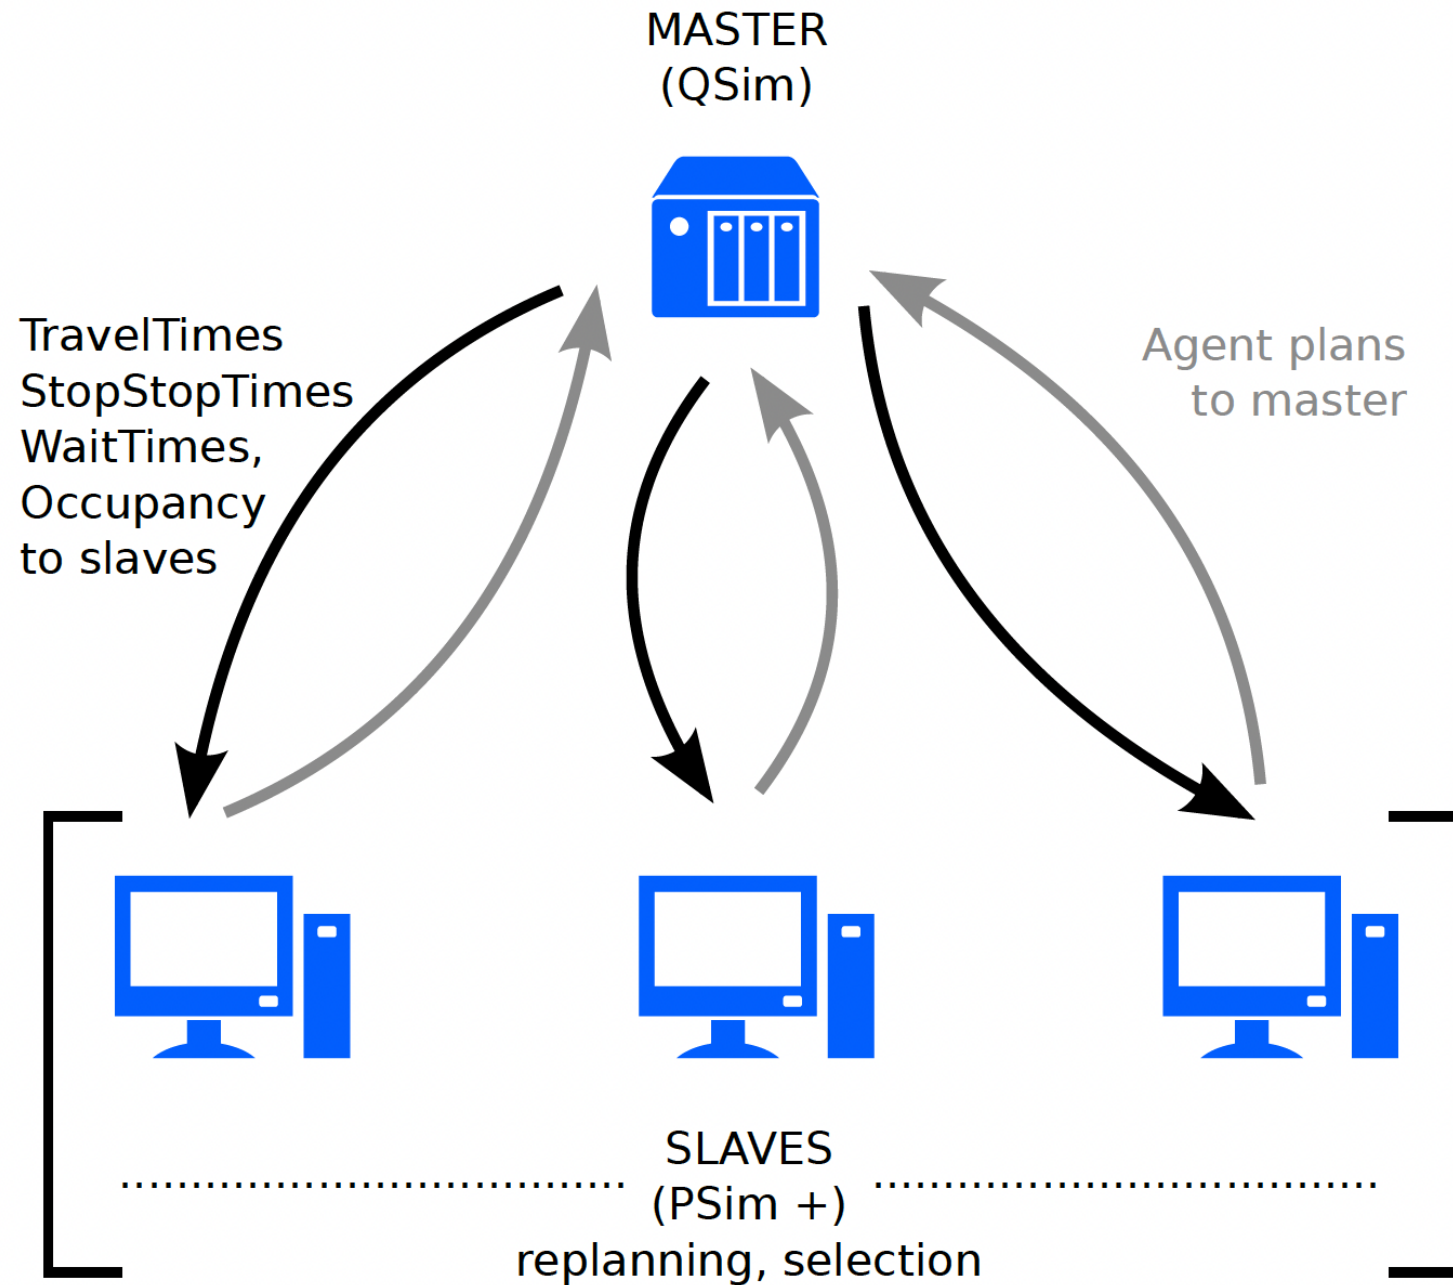 MASTER
(QSim)
TravelTimes
StopStopTimes
WaitTimes,
Occupancy
to slaves
Agent plans
to master
SLAVES
(PSim +)
replanning, selection